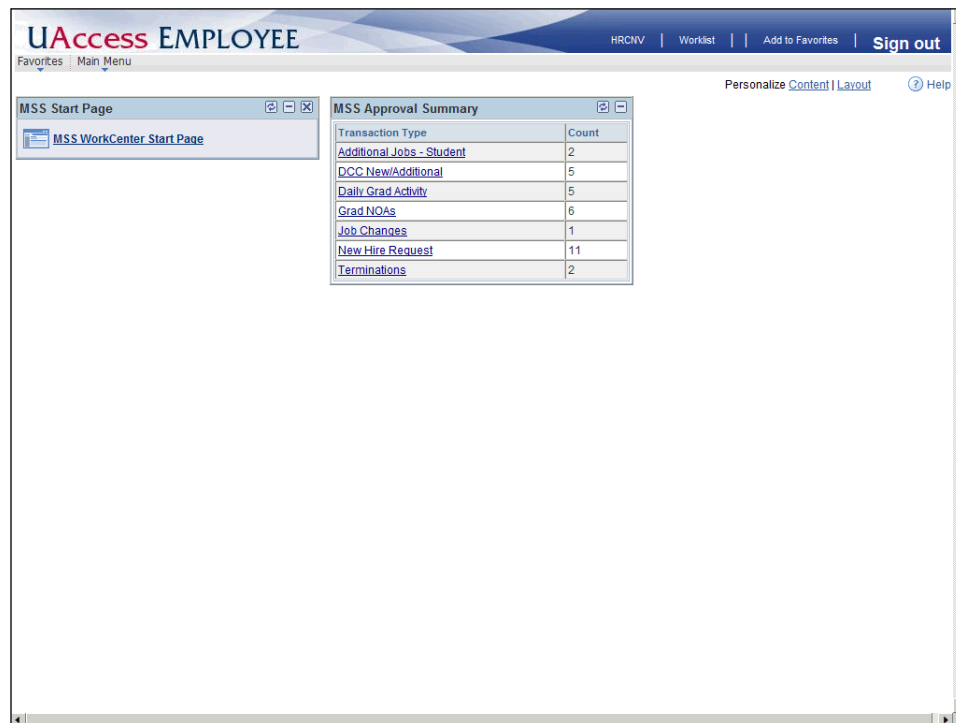 UAccess EMPLOYEE
HRCNV | Worklist | | Add to Favorites | Sign out
Favorites Main Menu
Personalize Content | Layout ? Help
MSS Start Page
MSS WorkCenter Start Page
MSS Approval Summary
Transaction Type Count
Additional Jobs - Student 2
DCC New/Additional 5
Daily Grad Activity 5
Grad NOAs 6
Job Changes 1
New Hire Request 11
Terminations 2